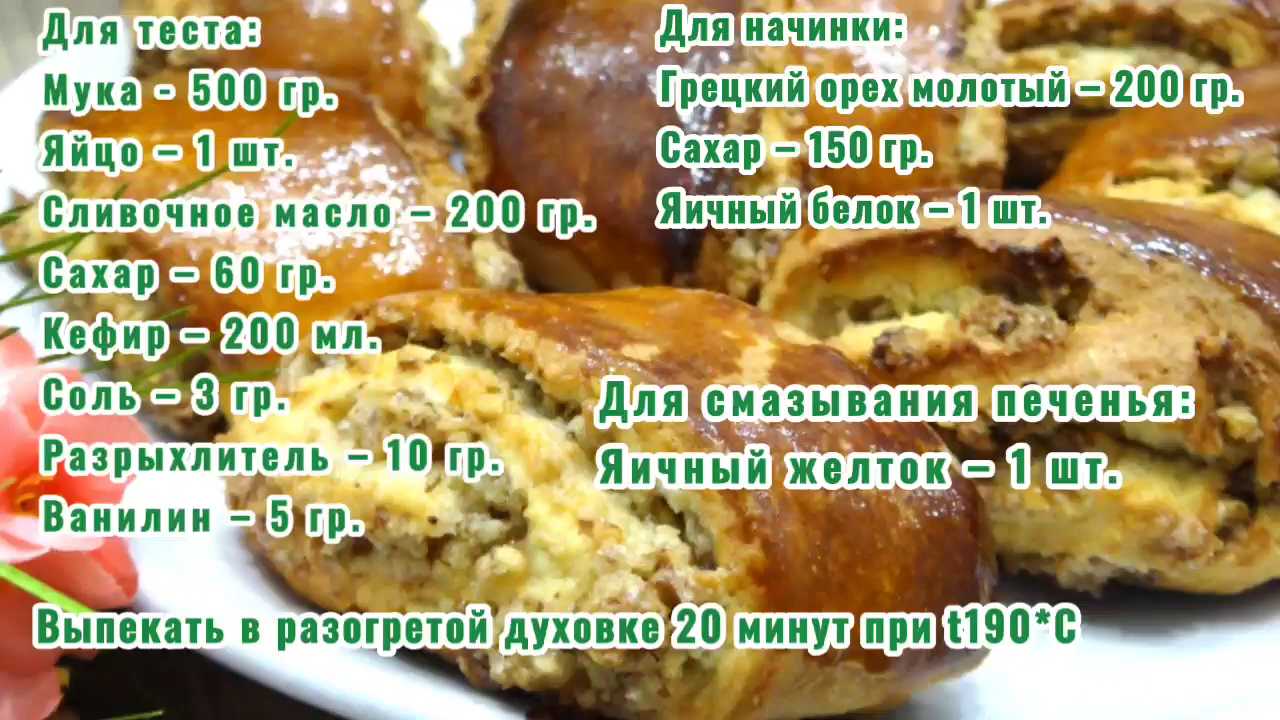 Для теста:
Мука - 500 гр.
Яйцо – 1 шт.
Сливочное масло – 200 гр.
Сахар – 60 гр.
Кефир – 200 мл.
Соль – 3 гр.
Разрыхлитель – 10 гр.
Ванилин – 5 гр.
Для начинки:
Грецкий орех молотый – 200 гр.
Сахар – 150 гр.
Яичный белок – 1 шт.
Для смазывания печенья:
Яичный желток – 1 шт.
Выпекать в разогретой духовке 20 минут при t190*C